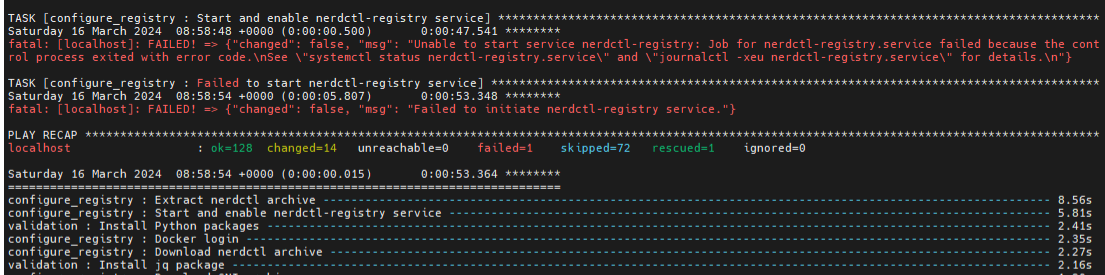 TASK [configure_registry : Start and enable nerdctl-registry service] **************************************************************************************
Saturday 16 March 2024  08:58:48 +0000 (0:00:00.500)       0:00:47.541 ********
fatal: [localhost]: FAILED! => {"changed": false, "msg": "Unable to start service nerdctl-registry: Job for nerdctl-registry.service failed because the cont
rol process exited with error code.\nSee \"systemctl status nerdctl-registry.service\" and \"journalctl -xeu nerdctl-registry.service\" for details.\n"}
TASK [configure_registry : Failed to start nerdctl-registry service] ***************************************************************************************
Saturday 16 March 2024  08:58:54 +0000 (0:00:05.807)       0:00:53.348 ********
fatal: [localhost]: FAILED! => {"changed": false, "msg": "Failed to initiate nerdctl-registry service."}
PLAY RECAP *************************************************************************************************************************************************
localhost                  : ok=128  changed=14   unreachable=0    failed=1    skipped=72   rescued=1    ignored=0
Saturday 16 March 2024  08:58:54 +0000 (0:00:00.015)       0:00:53.364 ********
===============================================================================
configure_registry : Extract nerdctl archive --------------------------------------------------------------------------------------------------------- 8.56s
configure_registry : Start and enable nerdctl-registry service --------------------------------------------------------------------------------------- 5.81s
validation : Install Python packages ----------------------------------------------------------------------------------------------------------------- 2.41s
configure_registry : Docker login -------------------------------------------------------------------------------------------------------------------- 2.35s
configure_registry : Download nerdctl archive -------------------------------------------------------------------------------------------------------- 2.27s
validation : Install jq package ---------------------------------------------------------------------------------------------------------------------- 2.16s